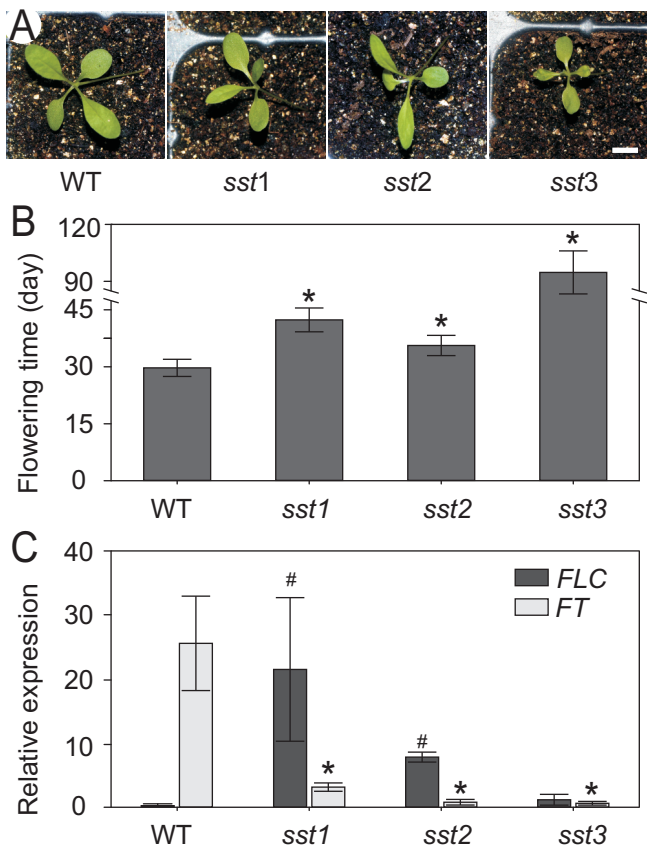 A
WT sst1 sst2 sst3
B
Flowering time (day)
120
90
45
30
15
0
* * *
WT sst1 sst2 sst3
C
Relative expression
40
30
20
10
0
# # * * *
FLC
FT
WT sst1 sst2 sst3